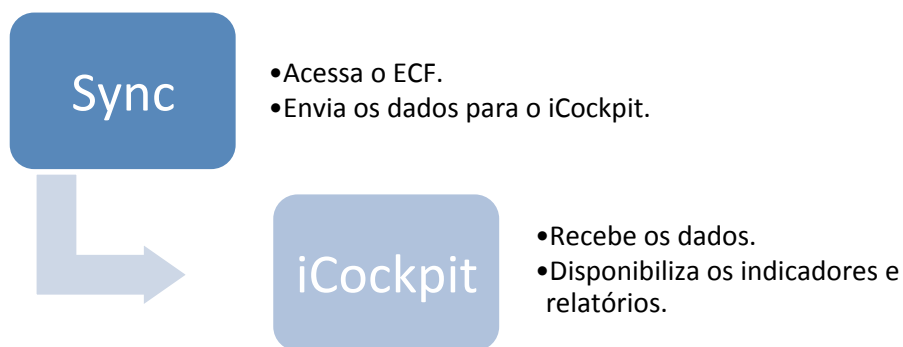 Sync
•Acessa o ECF.
•Envia os dados para o iCockpit.
iCockpit
•Recebe os dados.
•Disponibiliza os indicadores e
relatórios.